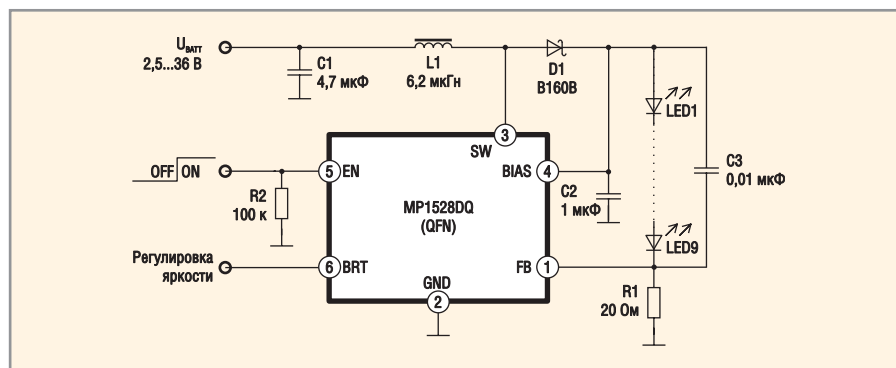 UБАТТ
2,5...36 В
C1
4,7 мкФ
L1
6,2 мкГн
D1
B160B
LED1
C3
0,01 мкФ
3
SW
OFF ON
5
EN
BIAS
4
R2
100 к
MP1528DQ
(QFN)
C2
1 мкФ
LED9
Регулировка
яркости
6
BRT
FB
1
GND
2
R1
20 Ом